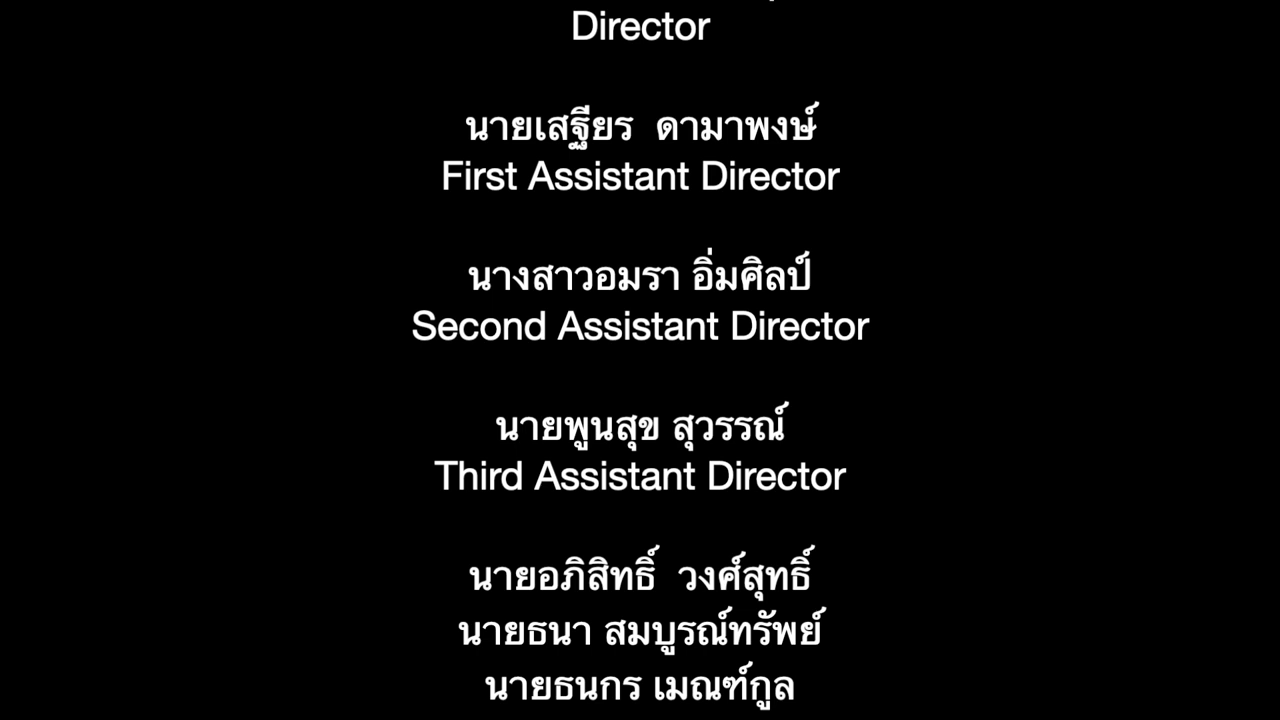 Director
นายเสฐียร ดามาพงษ์
First Assistant Director
นางสาวอมรา อิ่มศิลป์
Second Assistant Director
นายพูนสุข สุวรรณ์
Third Assistant Director
นายอภิสิทธิ์ วงศ์สุทธิ์
นายธนา สมบูรณ์ทรัพย์
นายธนกร เมณฑ์กูล